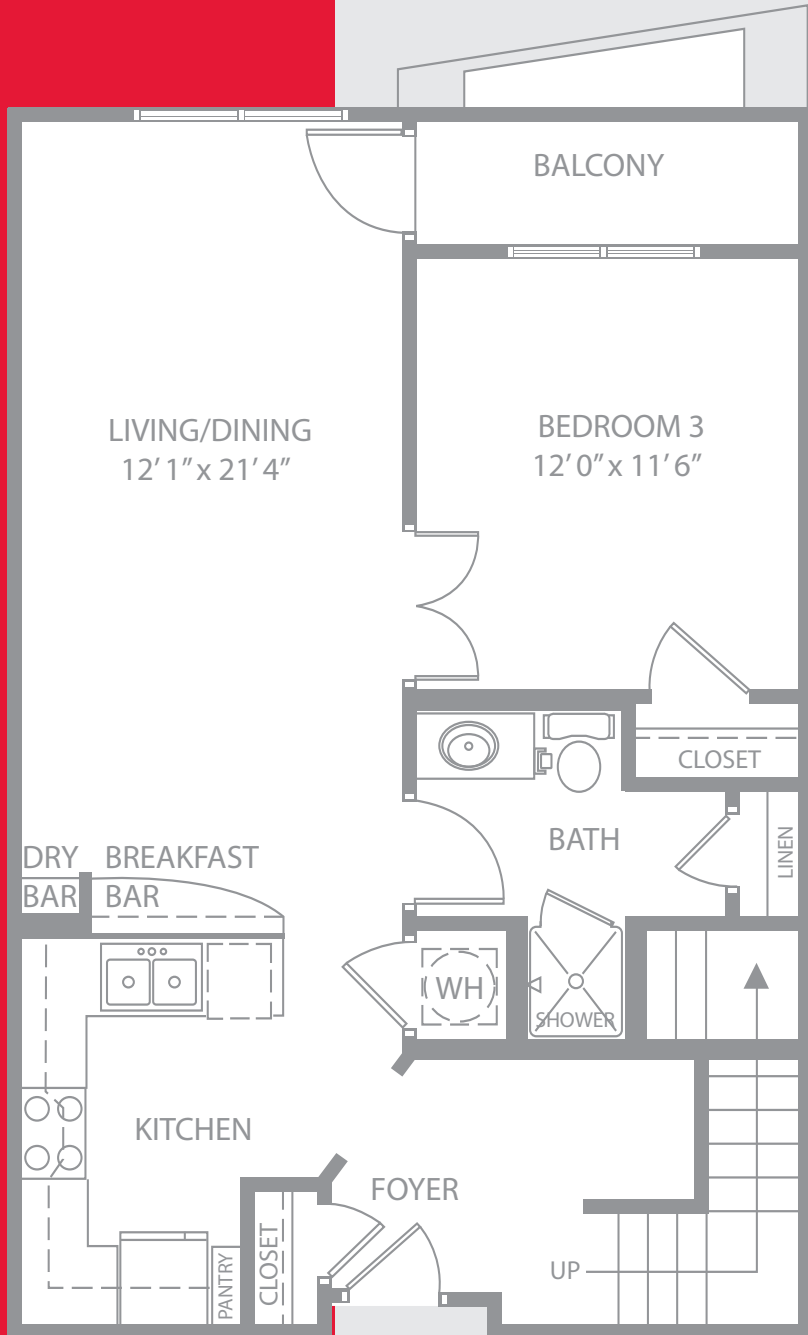 BALCONY
LIVING/DINING
12’ 1” x 21’ 4”
BEDROOM 3
12’ 0” x 11’ 6”
CLOSET
BATH
LINEN
DRY
BAR
BREAKFAST
BAR
WH
SHOWER
KITCHEN
FOYER
PANTRY
CLOSET
UP